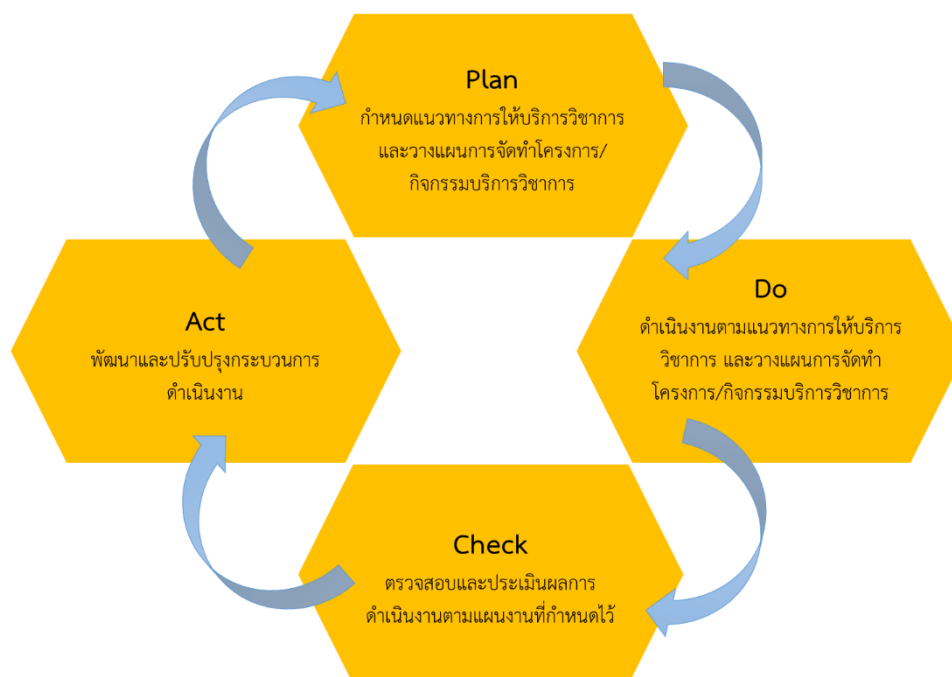 Plan
กำหนดแนวทางการให้บริการวิชาการ
และวางแผนการจัดทำโครงการ/
กิจกรรมบริการวิชาการ
Do
ดำเนินงานตามแนวทางการให้บริการ
วิชาการ และวางแผนการจัดทำ
โครงการ/กิจกรรมบริการวิชาการ
Check
ตรวจสอบและประเมินผลการ
ดำเนินงานตามแผนงานที่กำหนดไว้
Act
พัฒนาและปรับปรุงกระบวนการ
ดำเนินงาน